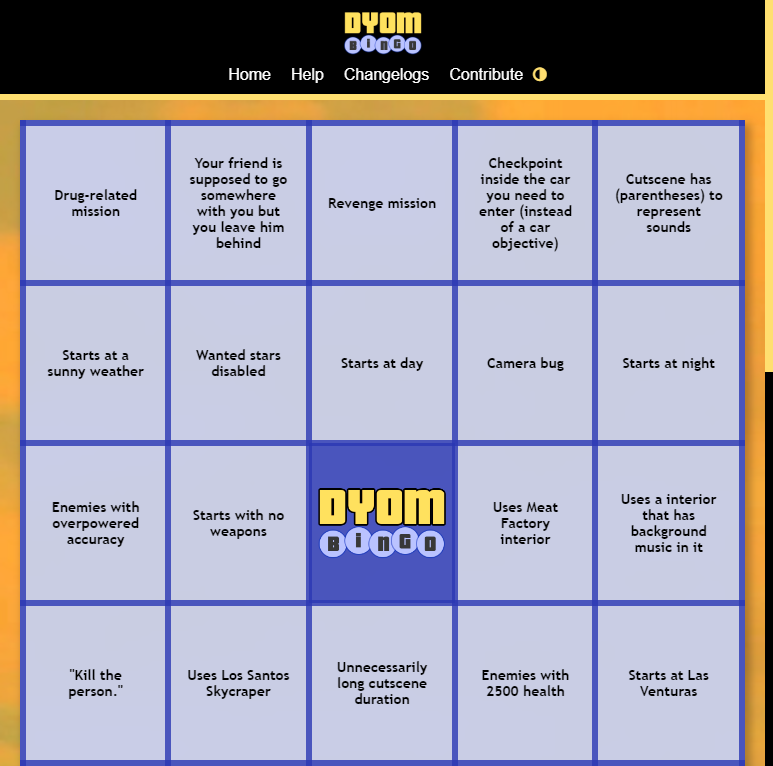 DYOM
BiNGO
Home Help Changelogs Contribute
Drug-related
mission
Your friend is
supposed to go
somewhere
with you but
you leave him
behind
Revenge mission
Checkpoint
inside the car
you need to
enter (instead
of a car
objective)
Cutscene has
(parentheses) to
represent
sounds
Starts at a
sunny weather
Wanted stars
disabled
Starts at day
Camera bug
Starts at night
Enemies with
overpowered
accuracy
Starts with no
weapons
DYOM
BiNGO
Uses Meat
Factory
interior
Uses a interior
that has
background
music in it
"Kill the
person."
Uses Los Santos
Skycraper
Unnecessarily
long cutscene
duration
Enemies with
2500 health
Starts at Las
Venturas